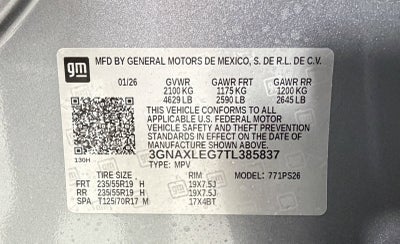 gm
MFD BY GENERAL MOTORS DE MEXICO, S. DE R.L. DE C.V.
01/26 GVWR GAWR FRT GAWR RR
2100 KG 1175 KG 1200 KG
4629 LB 2590 LB 2645 LB
THIS VEHICLE CONFORMS TO ALL
APPLICABLE U.S. FEDERAL MOTOR
VEHICLE SAFETY AND THEFT PREVENTION
STANDARDS IN EFFECT ON THE DATE OF
MANUFACTURE SHOWN ABOVE.
130H 3GNAXLEG7TL385837
TYPE: MPV
TIRE SIZE RIM MODEL: 771PS26
FRT 235/55R19 H 19X7.5J
RR 235/55R19 H 19X7.5J
SPA T125/70R17 M 17X4BT